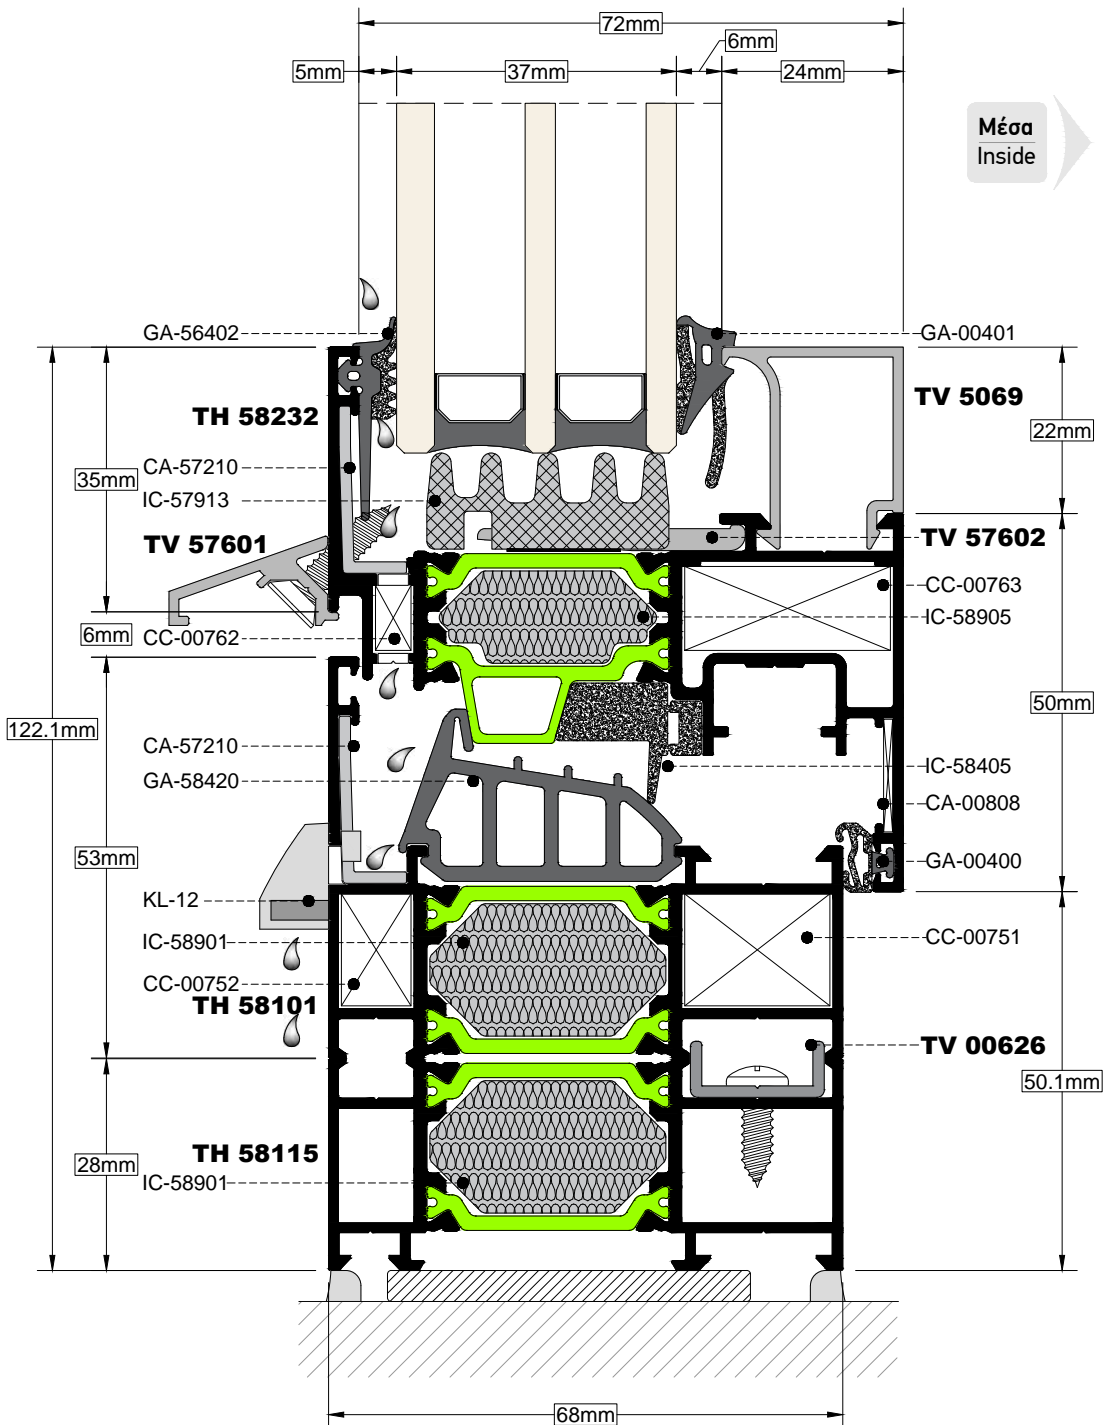 72mm
6mm
5mm
37mm
24mm
Μέσα
Inside
GA-56402
GA-00401
TH 58232
TV 5069
22mm
CA-57210
35mm
IC-57913
TV 57601
TV 57602
CC-00763
IC-58905
6mm
CC-00762
122.1mm
50mm
CA-57210
GA-58420
IC-58405
CA-00808
53mm
GA-00400
KL-12
IC-58901
CC-00751
CC-00752
TH 58101
TV 00626
50.1mm
TH 58115
28mm
IC-58901
68mm